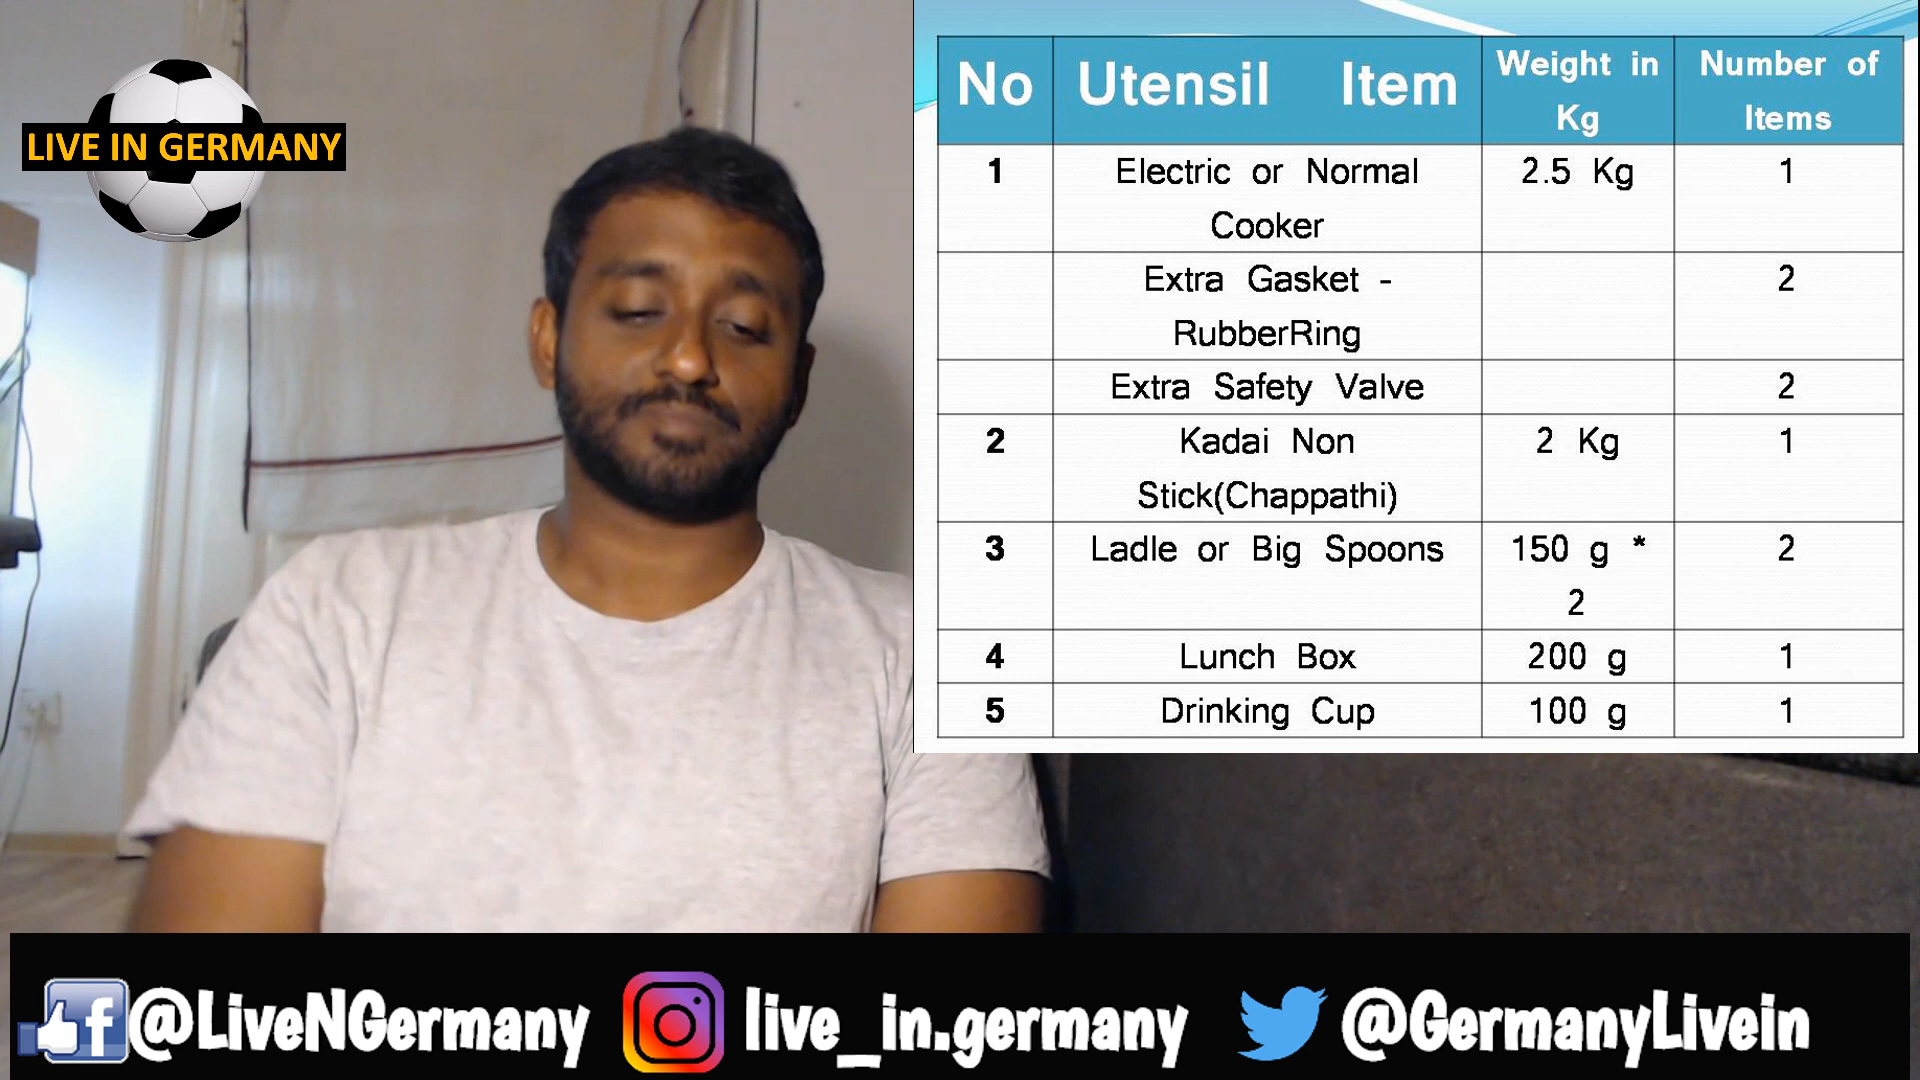 LIVE IN GERMANY
No Utensil Item Weight in Kg Number of Items
1 Electric or Normal Cooker 2.5 Kg 1
Extra Gasket - RubberRing 2
Extra Safety Valve 2
2 Kadai Non Stick(Chappathi) 2 Kg 1
3 Ladle or Big Spoons 150 g * 2 2
4 Lunch Box 200 g 1
5 Drinking Cup 100 g 1
f @LiveNGermany live_in.germany @GermanyLivein